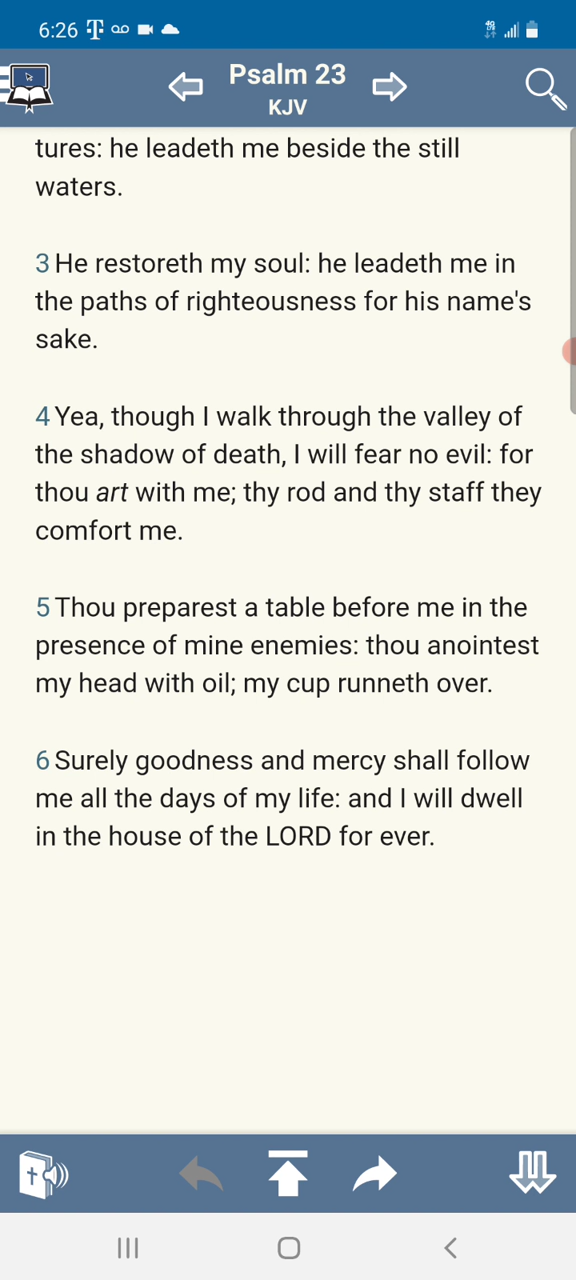 6:26
Psalm 23
KJV
tures: he leadeth me beside the still
waters.
3 He restoreth my soul: he leadeth me in
the paths of righteousness for his name's
sake.
4 Yea, though I walk through the valley of
the shadow of death, I will fear no evil: for
thou art with me; thy rod and thy staff they
comfort me.
5 Thou preparest a table before me in the
presence of mine enemies: thou anointest
my head with oil; my cup runneth over.
6 Surely goodness and mercy shall follow
me all the days of my life: and I will dwell
in the house of the LORD for ever.